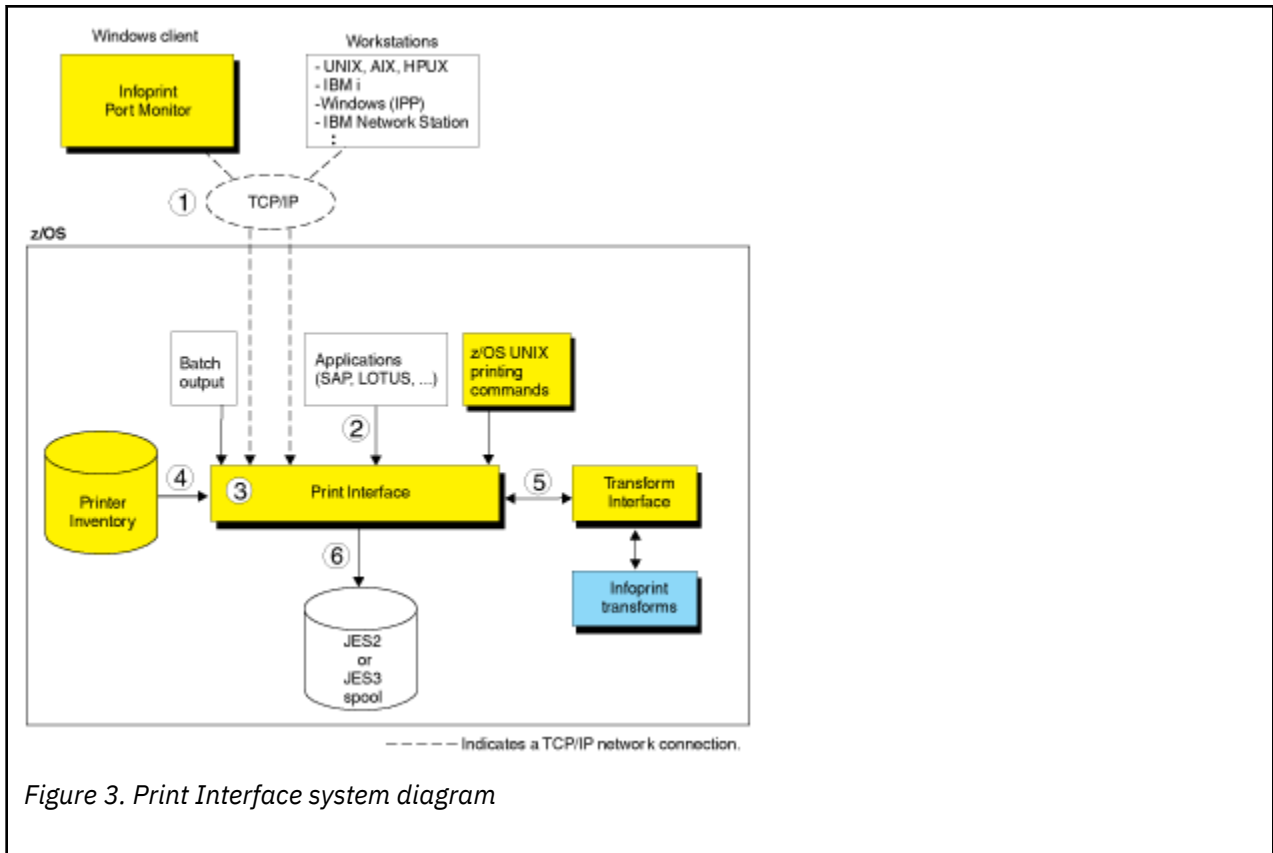 Windows client
Workstations
Infoprint
Port Monitor
- UNIX, AIX, HPUX
- IBM i
-Windows (IPP)
- IBM Network Station
:
1
TCP/IP
z/OS
Batch
output
Applications
(SAP, LOTUS, ...)
z/OS UNIX
printing
commands
2
Printer
Inventory
4
3
Print Interface
5
Transform
Interface
6
Infoprint
transforms
JES2
or
JES3
spool
Indicates a TCP/IP network connection.
Figure 3. Print Interface system diagram